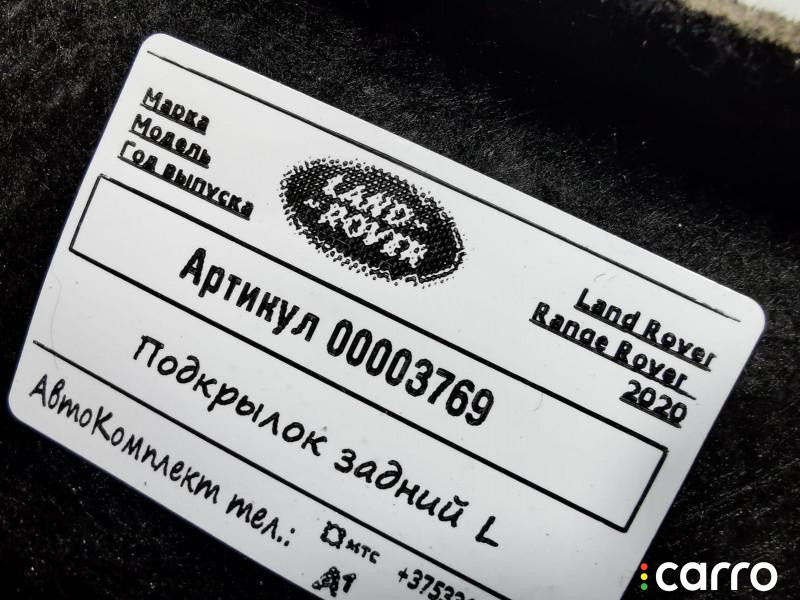 Марка
Модель
Год выпуска
LAND
ROVER
Land Rover
Range Rover
2020
Артикул 00003769
Подкрылок задний L
АвтоКомплект тел.:
мтс
A1
carro